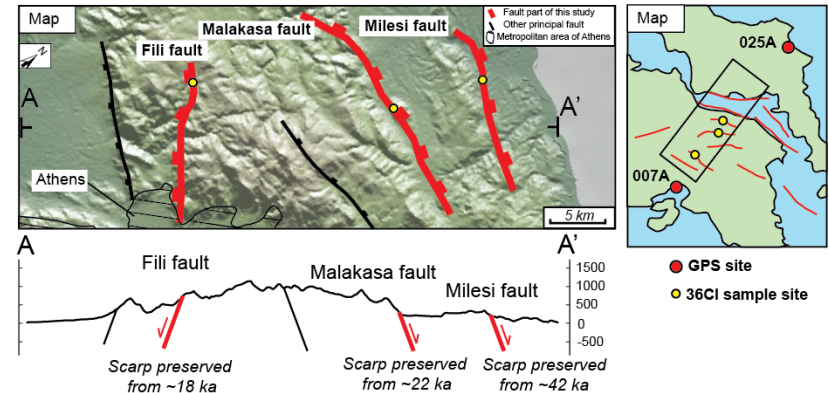 Map
Fili fault
Malakasa fault
Milesi fault
Fault part of this study
Other principal fault
Metropolitan area of Athens
N
A
A'
Athens
5 km
Map
025A
007A
GPS site
36Cl sample site
A
A'
Fili fault
Malakasa fault
Milesi fault
1500
1000
500
0
-500
Scarp preserved
from ~18 ka
Scarp preserved
from ~22 ka
Scarp preserved
from ~42 ka